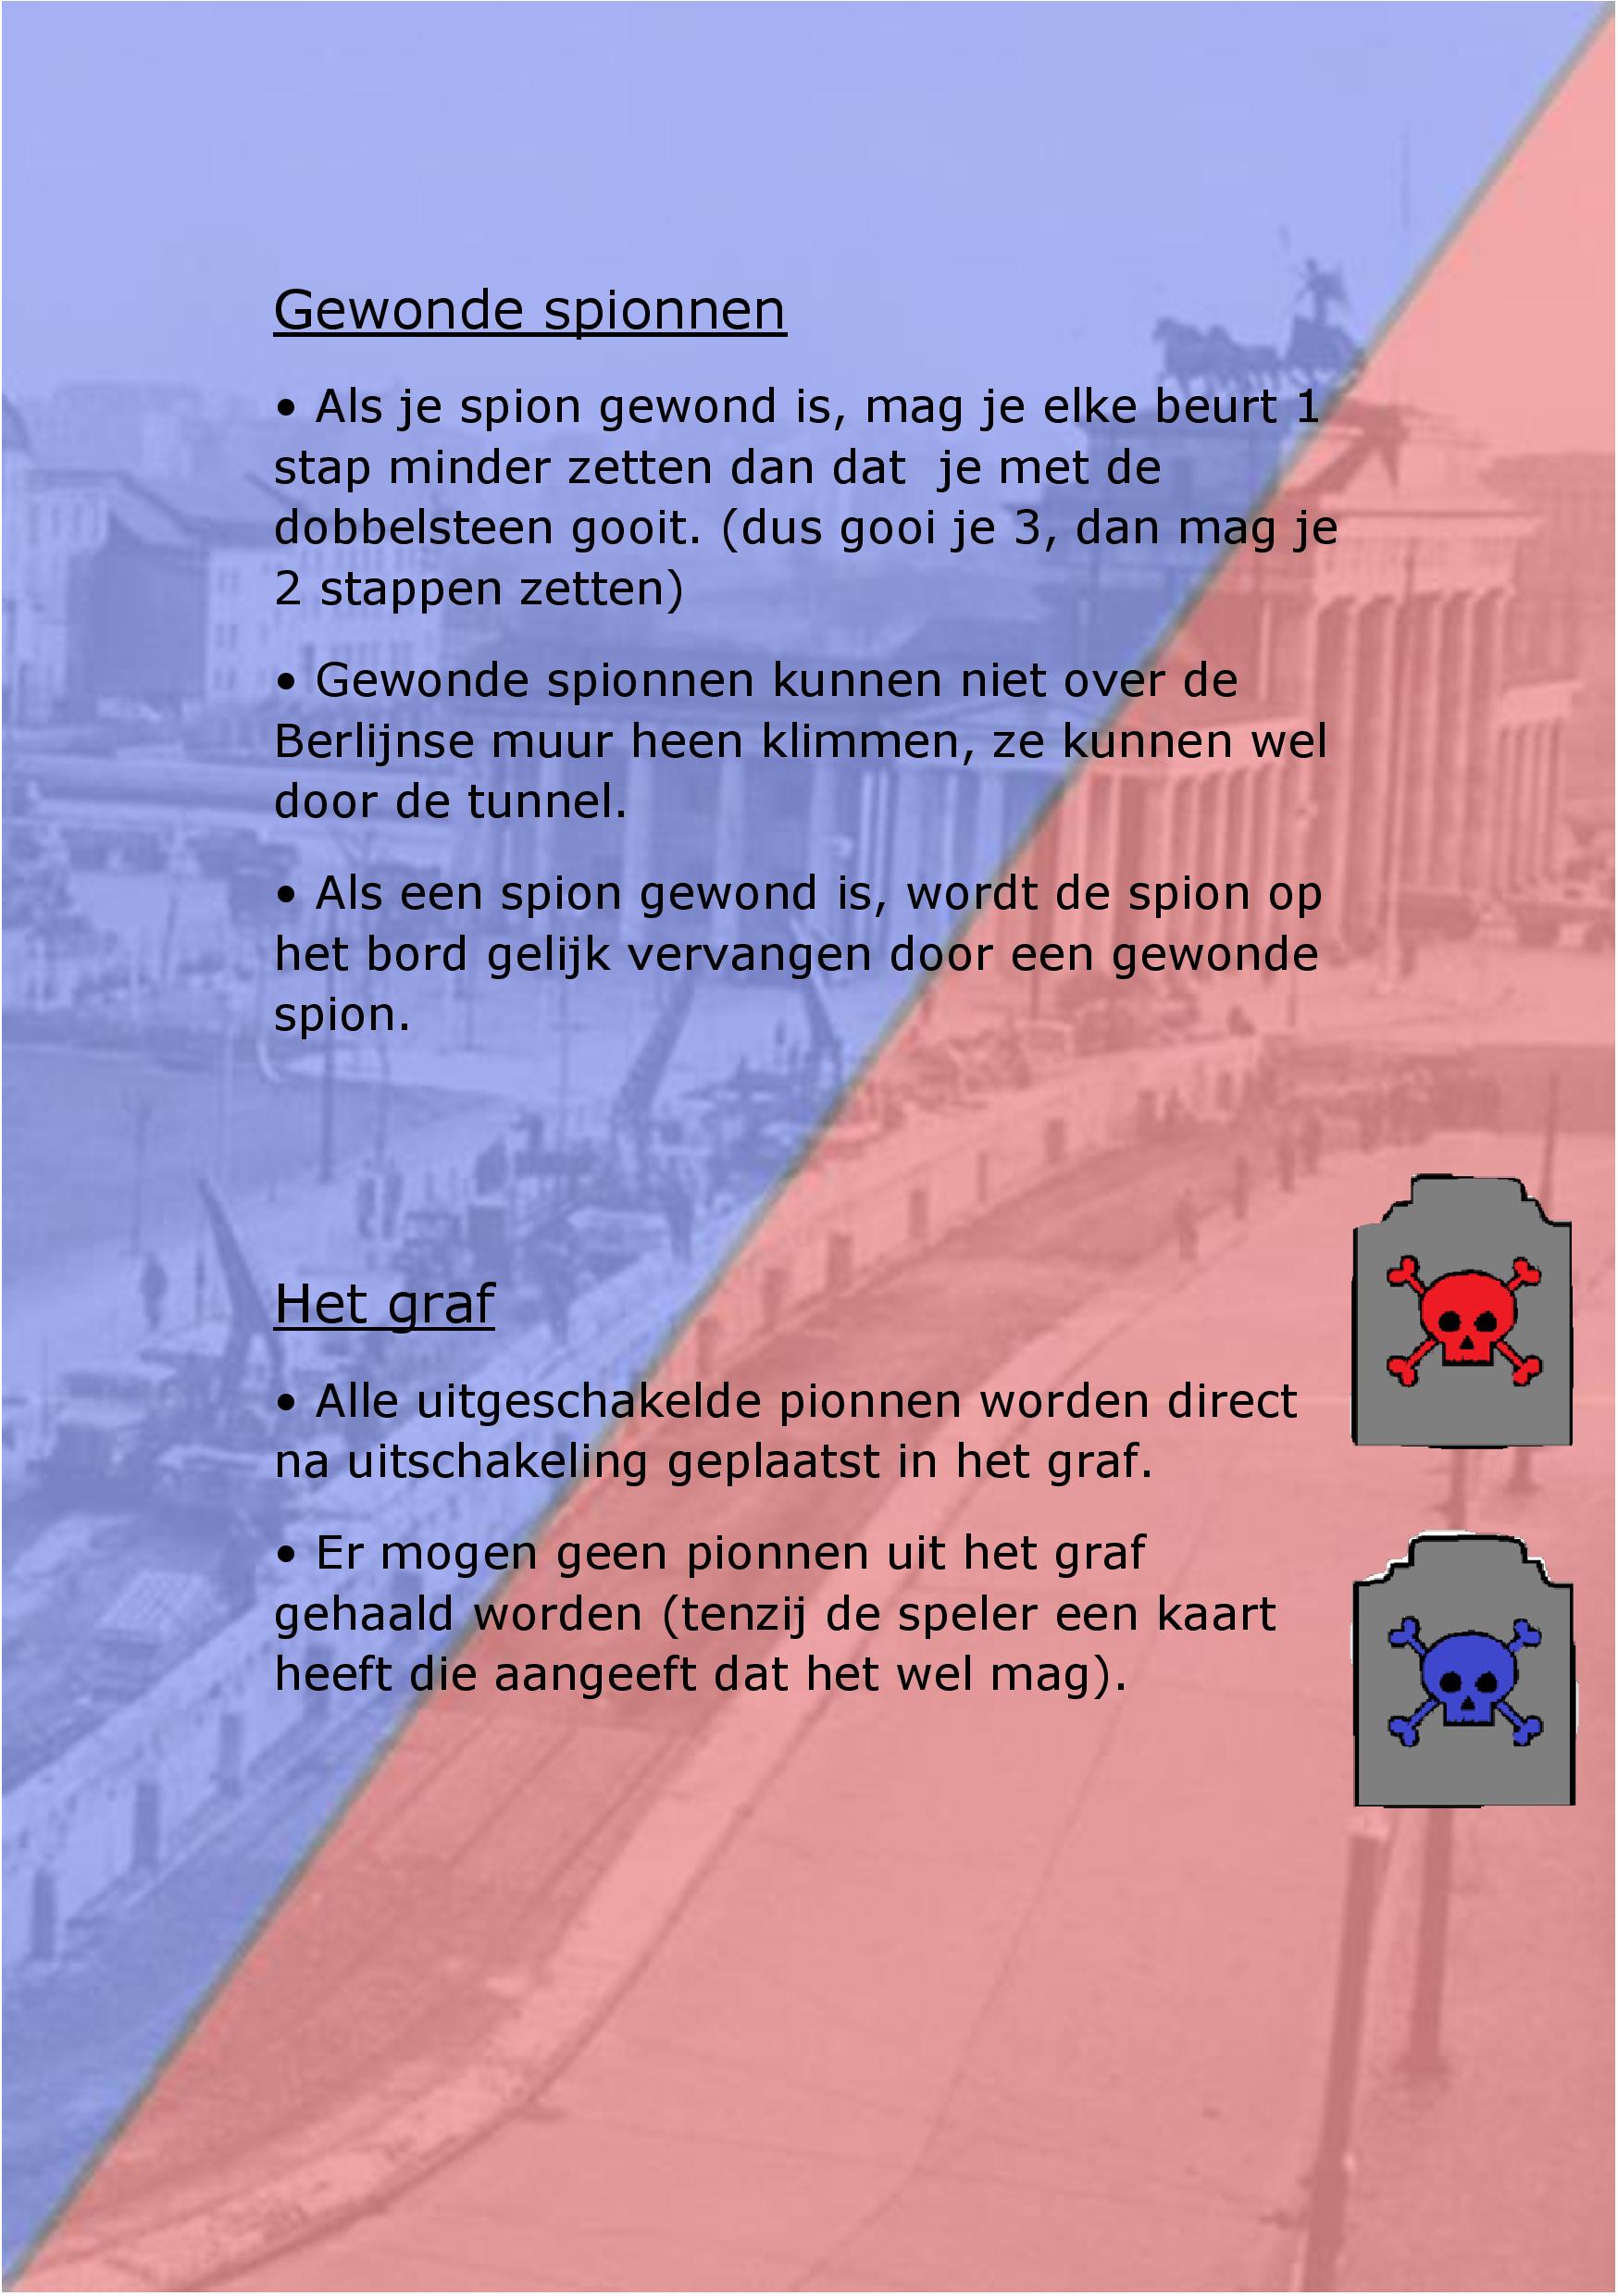 Gewonde spionnen
• Als je spion gewond is, mag je elke beurt 1
stap minder zetten dan dat  je met de
dobbelsteen gooit. (dus gooi je 3, dan mag je
2 stappen zetten)
• Gewonde spionnen kunnen niet over de
Berlijnse muur heen klimmen, ze kunnen wel
door de tunnel.
• Als een spion gewond is, wordt de spion op
het bord gelijk vervangen door een gewonde
spion.
Het graf
• Alle uitgeschakelde pionnen worden direct
na uitschakeling geplaatst in het graf.
• Er mogen geen pionnen uit het graf
gehaald worden (tenzij de speler een kaart
heeft die aangeeft dat het wel mag).